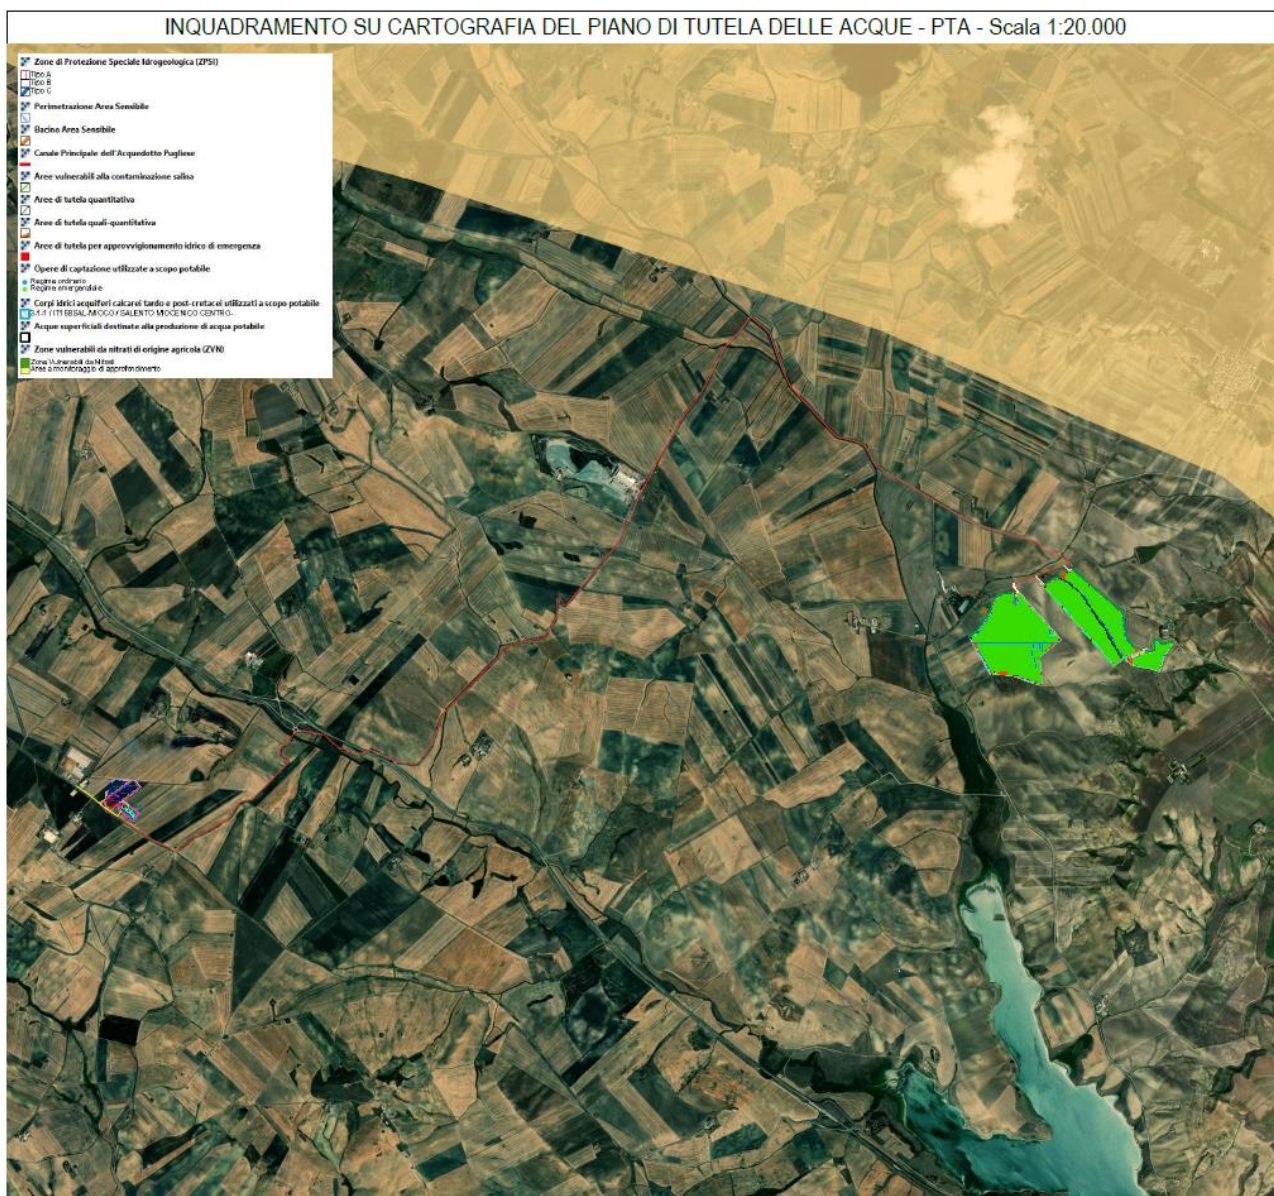 INQUADRAMENTO SU CARTOGRAFIA DEL PIANO DI TUTELA DELLE ACQUE - PTA - Scala 1:20.000
Zone di Protezione Speciale Idrogeologica (ZPSI)
Tipo A
Tipo B
Tipo C
Perimetrazione Area Sensibile
Bacino Area Sensibile
Canale Principale dell'Acquedotto Pugliese
Aree vulnerabili alla contaminazione salina
Aree di tutela quantitativa
Aree di tutela quali-quantitativa
Aree di tutela per approvvigionamento idrico di emergenza
Opere di captazione utilizzate a scopo potabile
Regime ordinario
Regime emergenziale
Corpi idrici acquiferi calcarei tardo e post-cretacei utilizzati a scopo potabile
SALENTO MIOCENICO CENTRO-
Acque superficiali destinate alla produzione di acqua potabile
Zone vulnerabili da nitrati di origine agricola (ZVN)
Zone Vulnerabili da Nitrati
Aree a monitoraggio di approfondimento